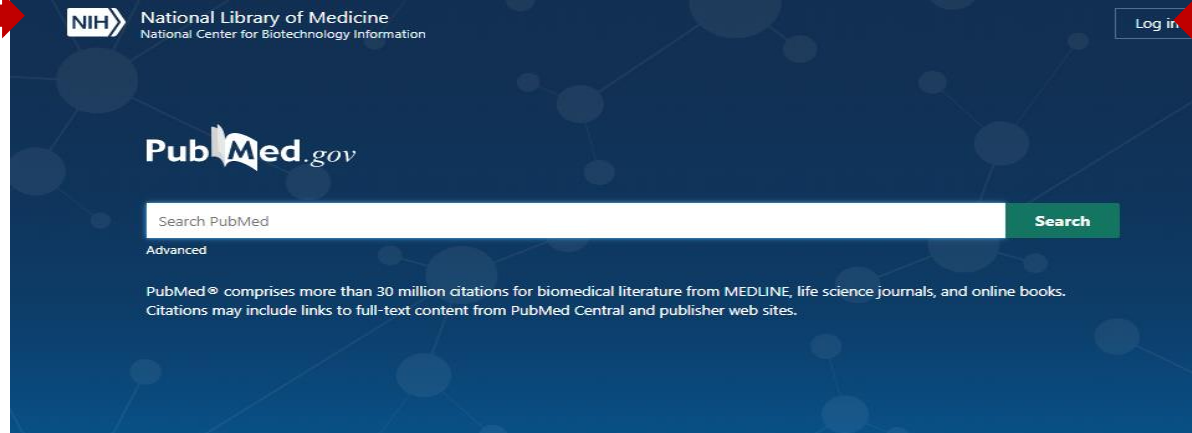 NIH
National Library of Medicine
National Center for Biotechnology Information
Log in
PubMed.gov
Search PubMed
Search
Advanced
PubMed® comprises more than 30 million citations for biomedical literature from MEDLINE, life science journals, and online books.
Citations may include links to full-text content from PubMed Central and publisher web sites.